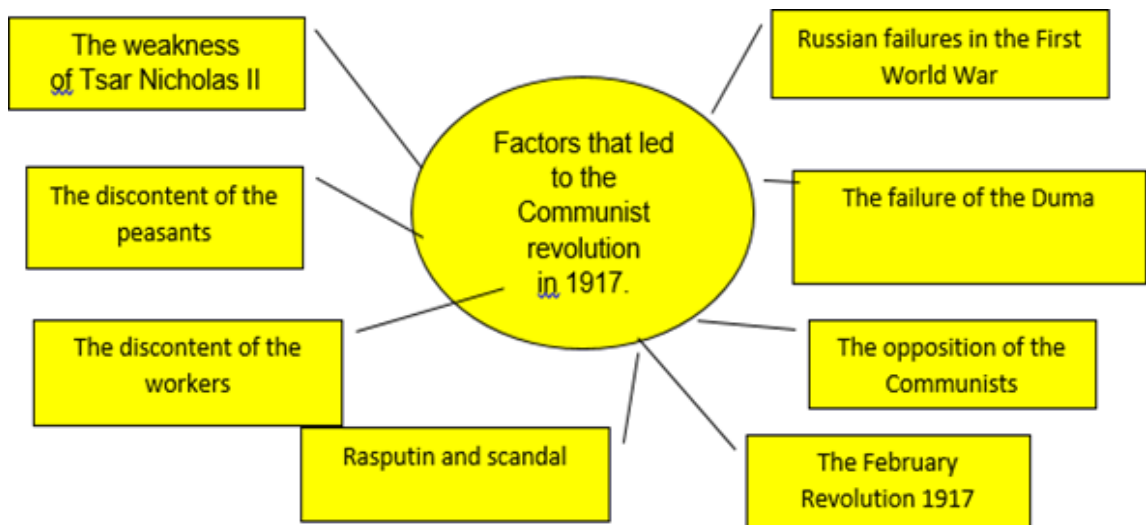 The weakness
of Tsar Nicholas II
Russian failures in the First
World War
Factors that led
to the
Communist
revolution
in 1917.
The discontent of the
peasants
The failure of the Duma
The discontent of the
workers
The opposition of the
Communists
Rasputin and scandal
The February
Revolution 1917